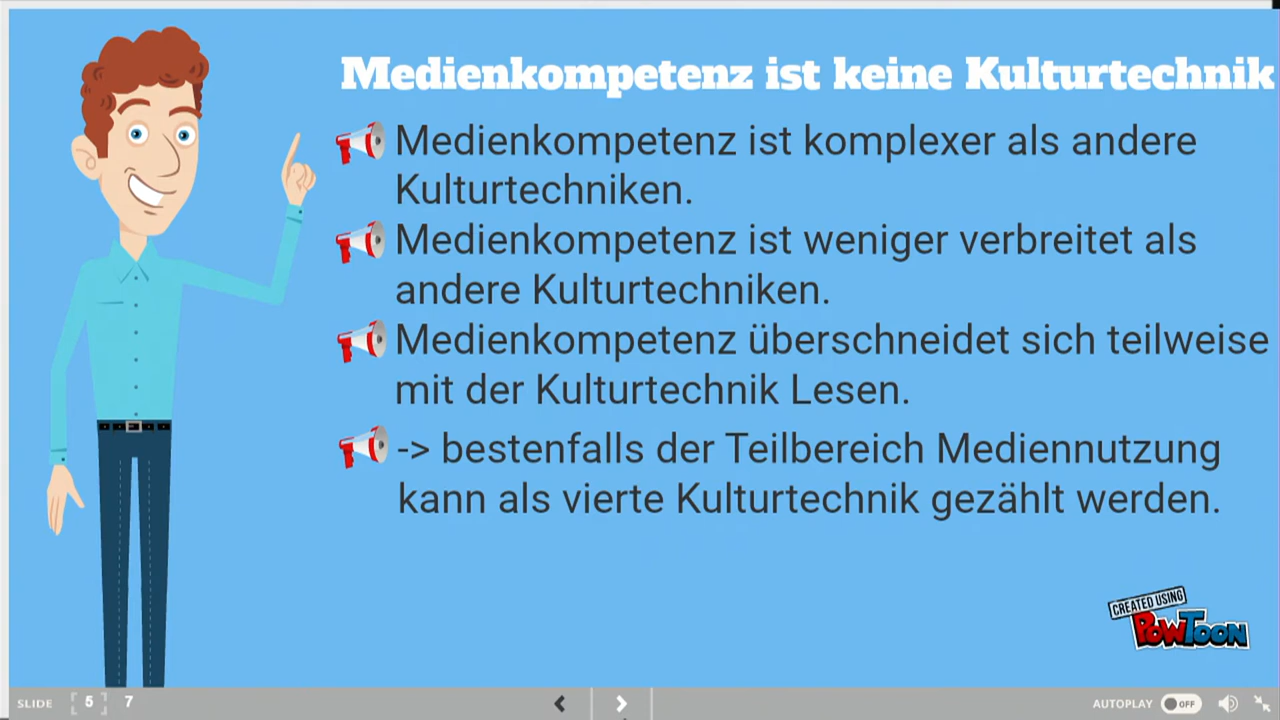 Medienkompetenz ist keine Kulturtechnik
Medienkompetenz ist komplexer als andere
Kulturtechniken.
Medienkompetenz ist weniger verbreitet als
andere Kulturtechniken.
Medienkompetenz überschneidet sich teilweise
mit der Kulturtechnik Lesen.
-> bestenfalls der Teilbereich Mediennutzung
kann als vierte Kulturtechnik gezählt werden.
CREATED USING
POWTOON
SLIDE [ 5 ] 7
AUTOPLAY OFF